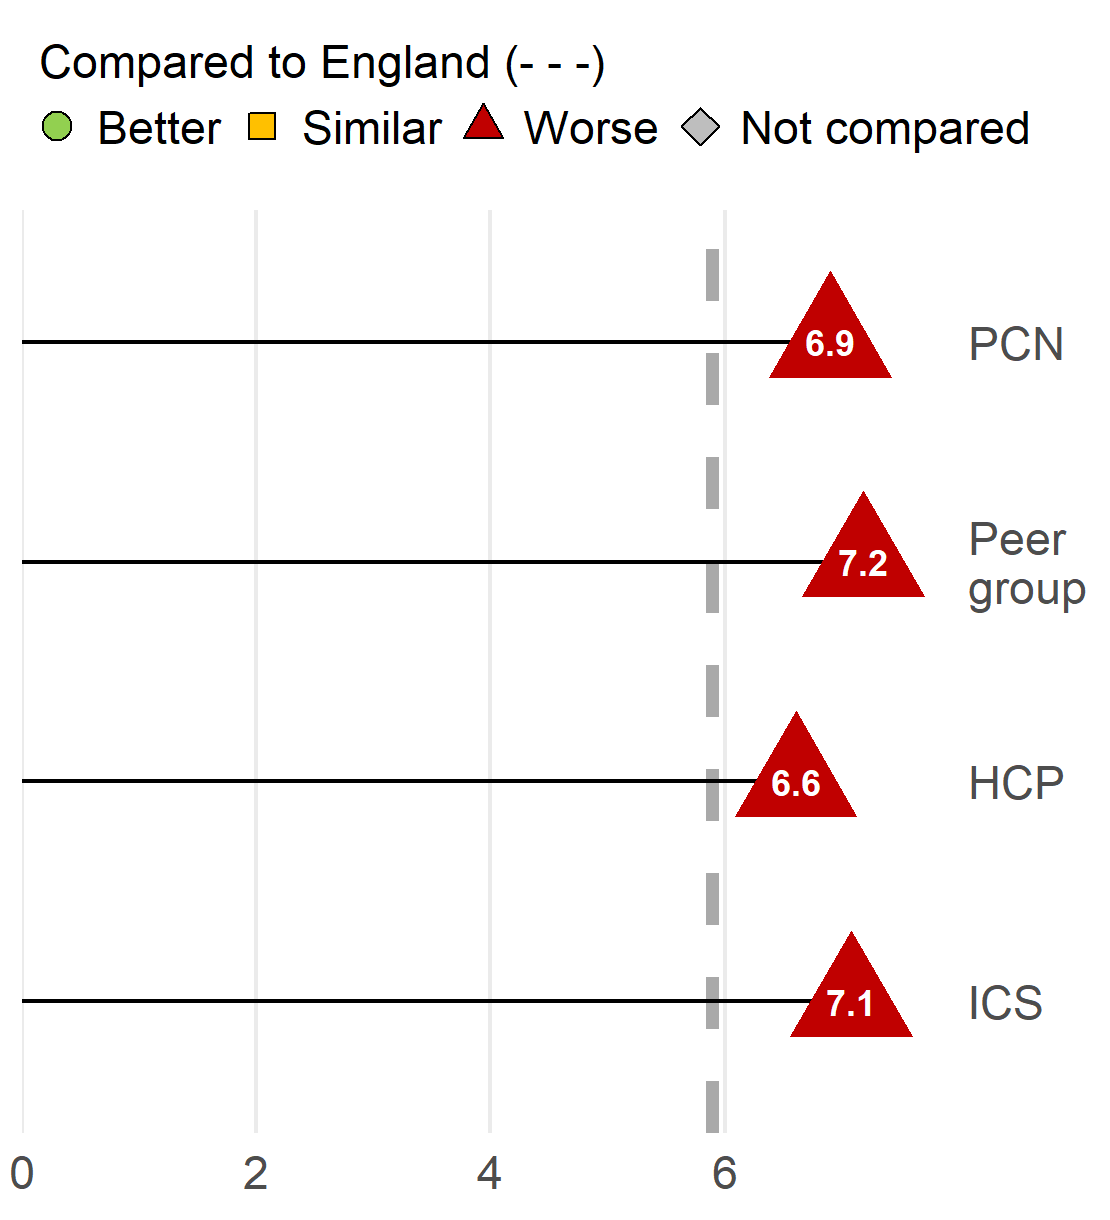 Compared to England (- - -)
Better Similar Worse Not compared
6.9 PCN
7.2 Peer
group
6.6 HCP
7.1 ICS
0 2 4 6